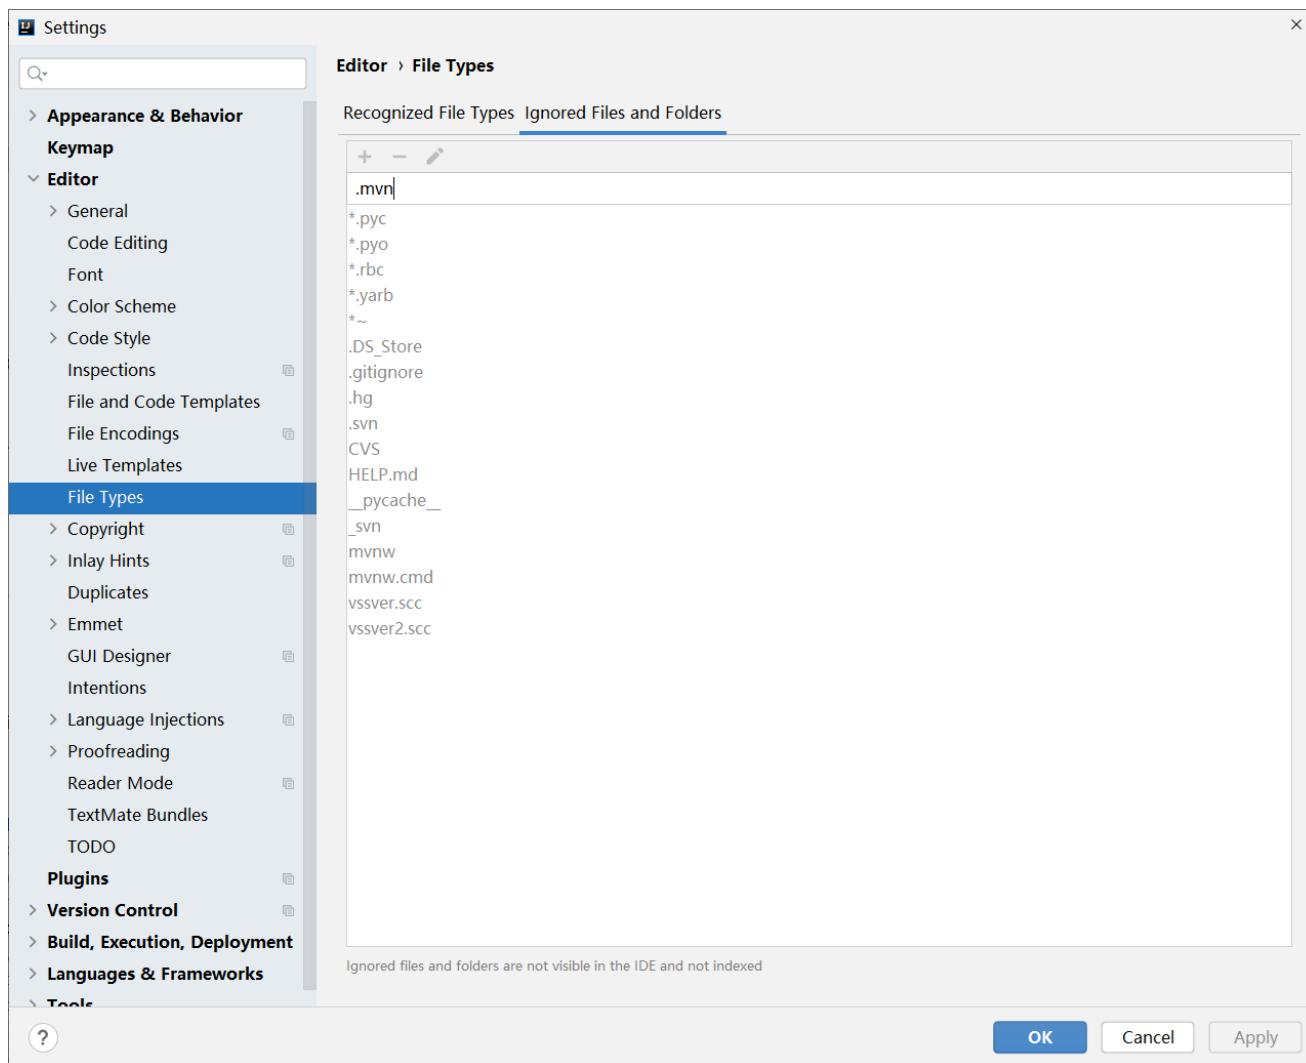 Settings
Appearance & Behavior
Keymap
Editor
General
Code Editing
Font
Color Scheme
Code Style
Inspections
File and Code Templates
File Encodings
Live Templates
File Types
Copyright
Inlay Hints
Duplicates
Emmet
GUI Designer
Intentions
Language Injections
Proofreading
Reader Mode
TextMate Bundles
TODO
Plugins
Version Control
Build, Execution, Deployment
Languages & Frameworks
Tools
Editor › File Types
Recognized File Types Ignored Files and Folders
.mvn
*.pyc
*.pyo
*.rbc
*.yarb
*~
.DS_Store
.gitignore
.hg
.svn
CVS
HELP.md
__pycache__
_svn
mvnw
mvnw.cmd
vssver.scc
vssver2.scc
Ignored files and folders are not visible in the IDE and not indexed
? OK Cancel Apply